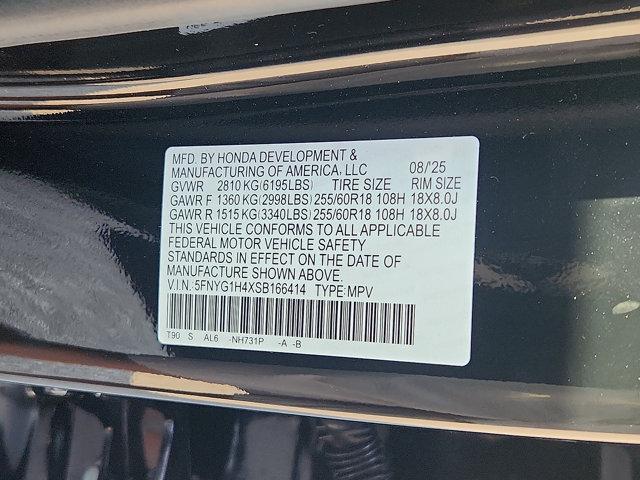 MFD. BY HONDA DEVELOPMENT &
MANUFACTURING OF AMERICA, LLC 08/'25
GVWR 2810 KG(6195LBS) TIRE SIZE RIM SIZE
GAWR F 1360 KG(2998LBS) 255/60R18 108H 18X8.0J
GAWR R 1515 KG(3340LBS) 255/60R18 108H 18X8.0J
THIS VEHICLE CONFORMS TO ALL APPLICABLE
FEDERAL MOTOR VEHICLE SAFETY
STANDARDS IN EFFECT ON THE DATE OF
MANUFACTURE SHOWN ABOVE.
V.I.N.:5FNYG1H4XSB166414 TYPE:MPV
T90 S AL6 -NH731P -A -B